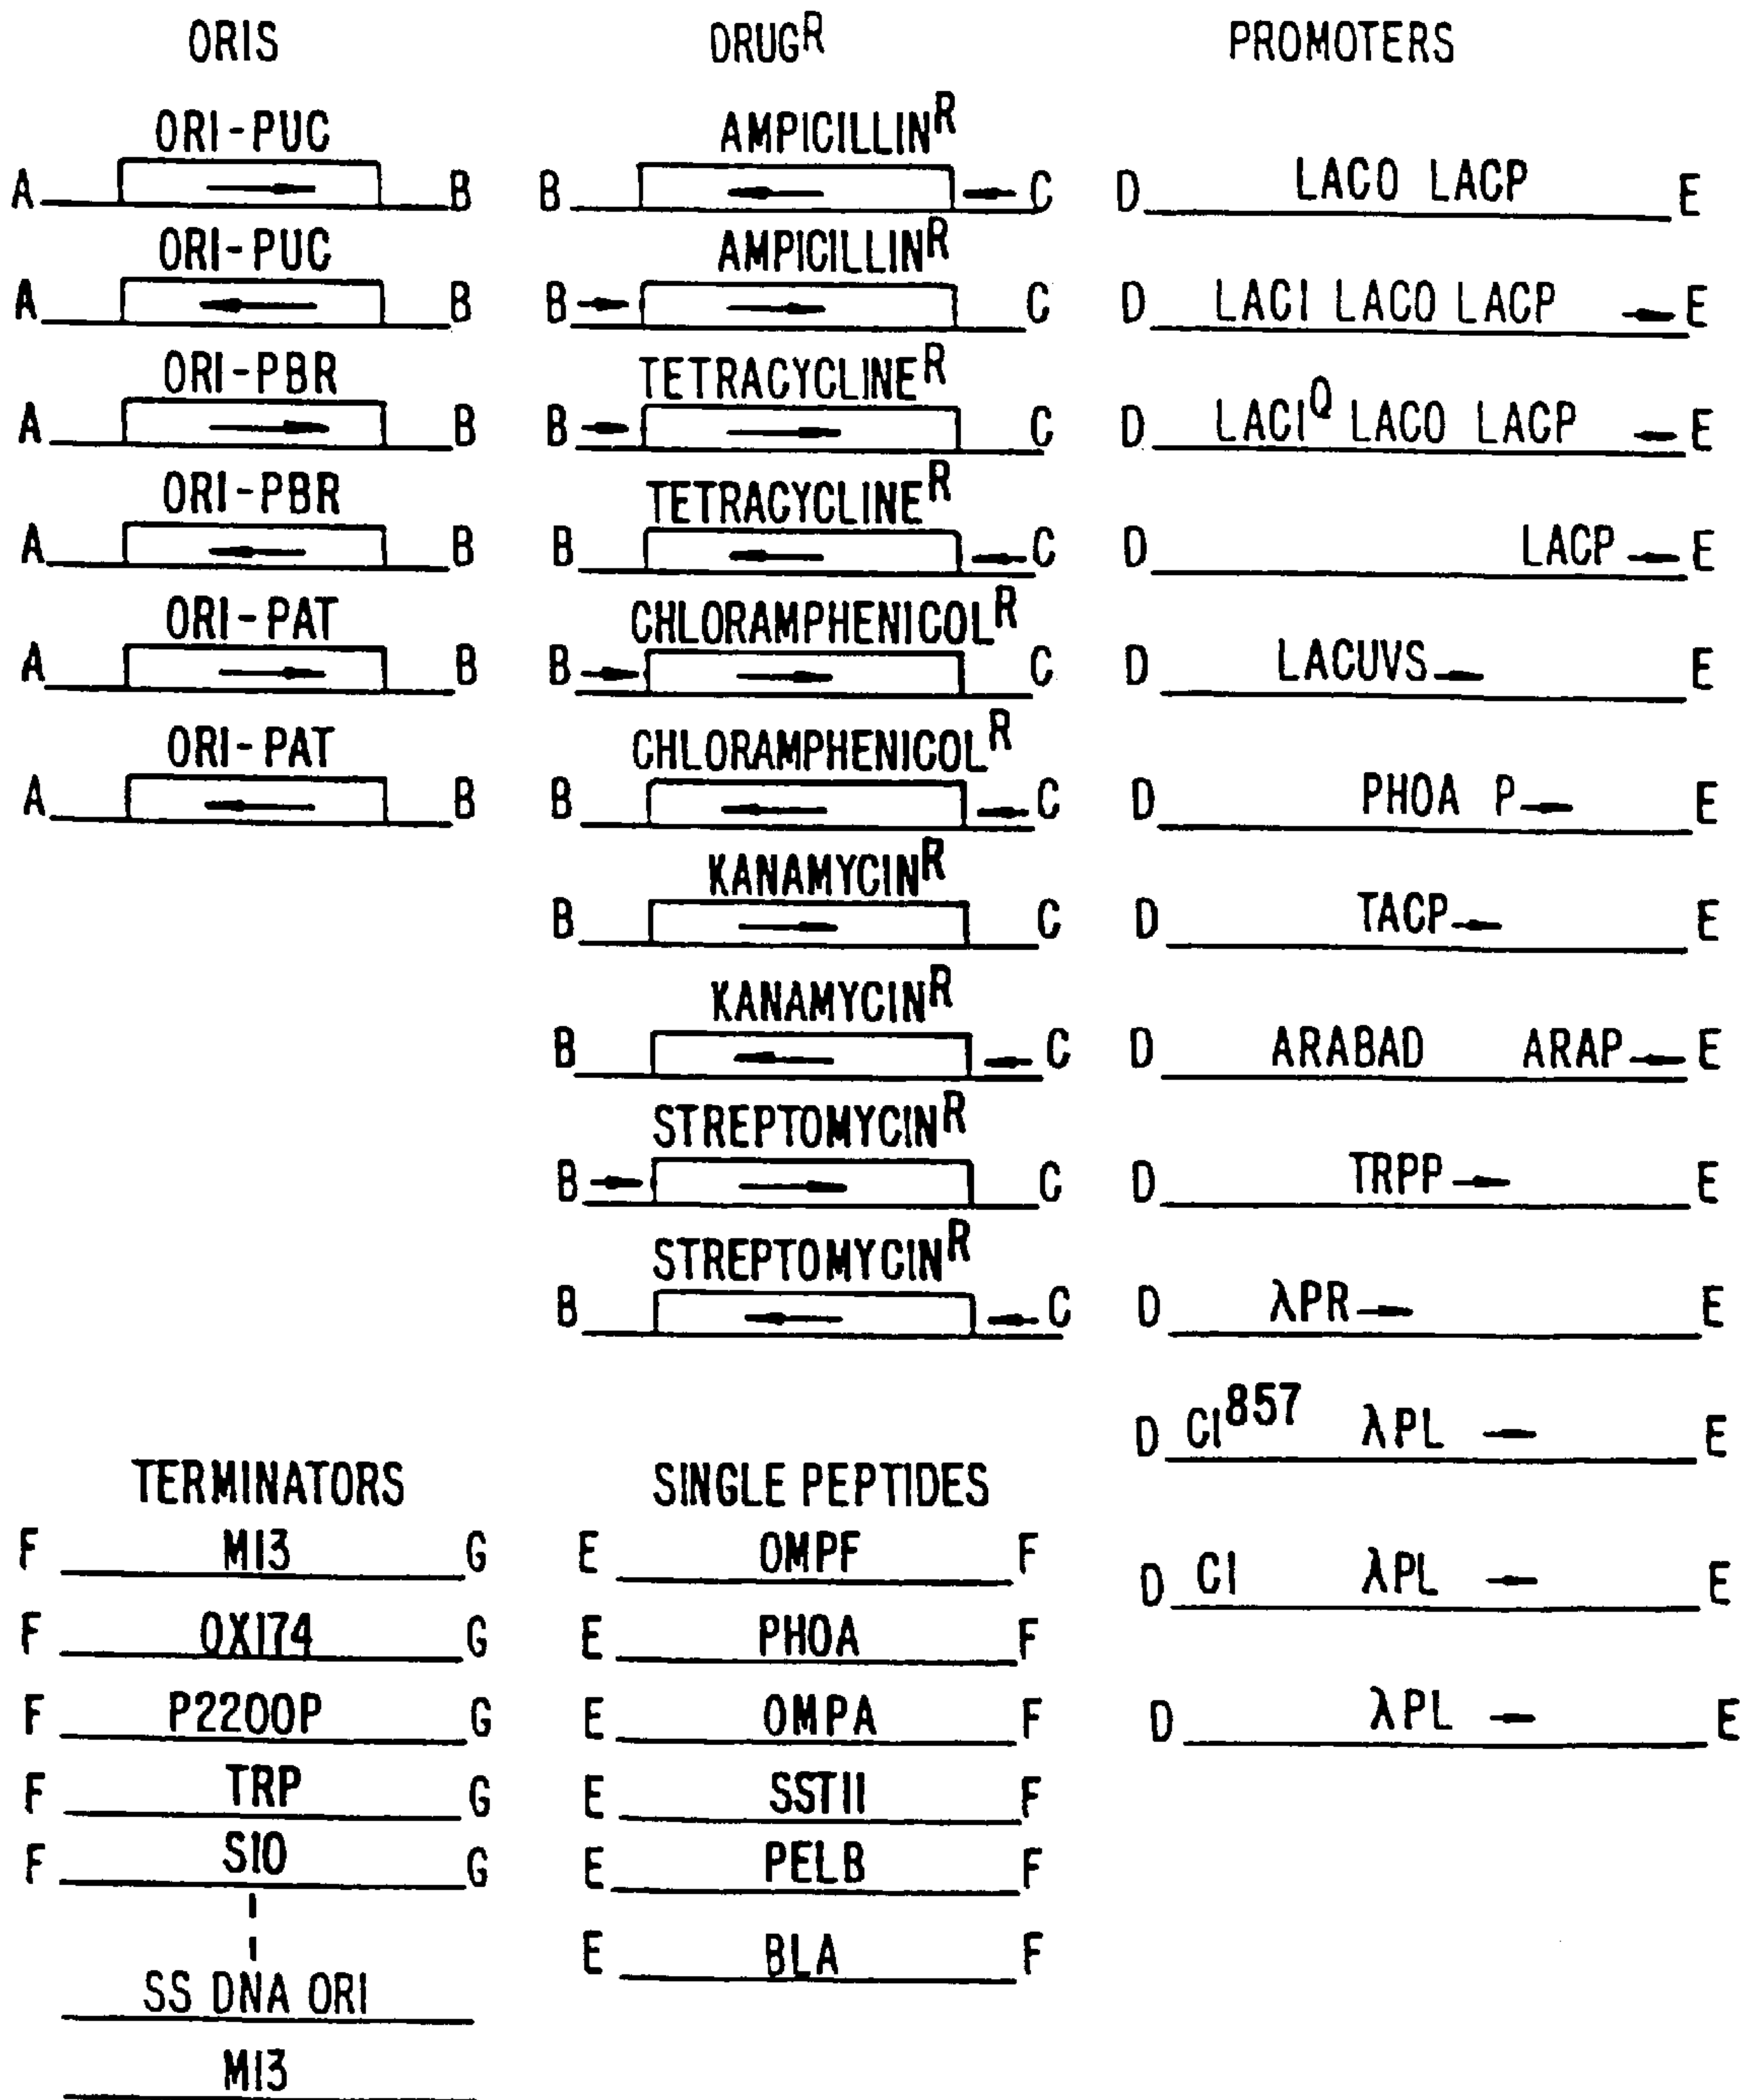 ORIS DRUGR PROMOTERS
ORI-PUC AMPICILLINR
A B B C D LACO LACP E
ORI-PUC AMPICILLINR
A B B C D LACI LACO LACP E
ORI-PBR TETRACYCLINER
A B B C D LACIQ LACO LACP E
ORI-PBR TETRACYCLINER
A B B C D LACP E
ORI-PAT CHLORAMPHENICOLR
A B B C D LACUVS E
ORI-PAT CHLORAMPHENICOLR
A B B C D PHOA P E
KANAMYCINR
B C D TACP E
KANAMYCINR
B C D ARABAD ARAP E
STREPTOMYCINR
B C D TRPP E
STREPTOMYCINR
B C D λPR E
D CI857 λPL E
TERMINATORS SINGLE PEPTIDES
F M13 G E OMPF F D CI λPL E
F OX174 G E PHOA F
F P2200P G E OMPA F D λPL E
F TRP G E SSTII F
F S10 G E PELB F
E BLA F
SS DNA ORI
M13